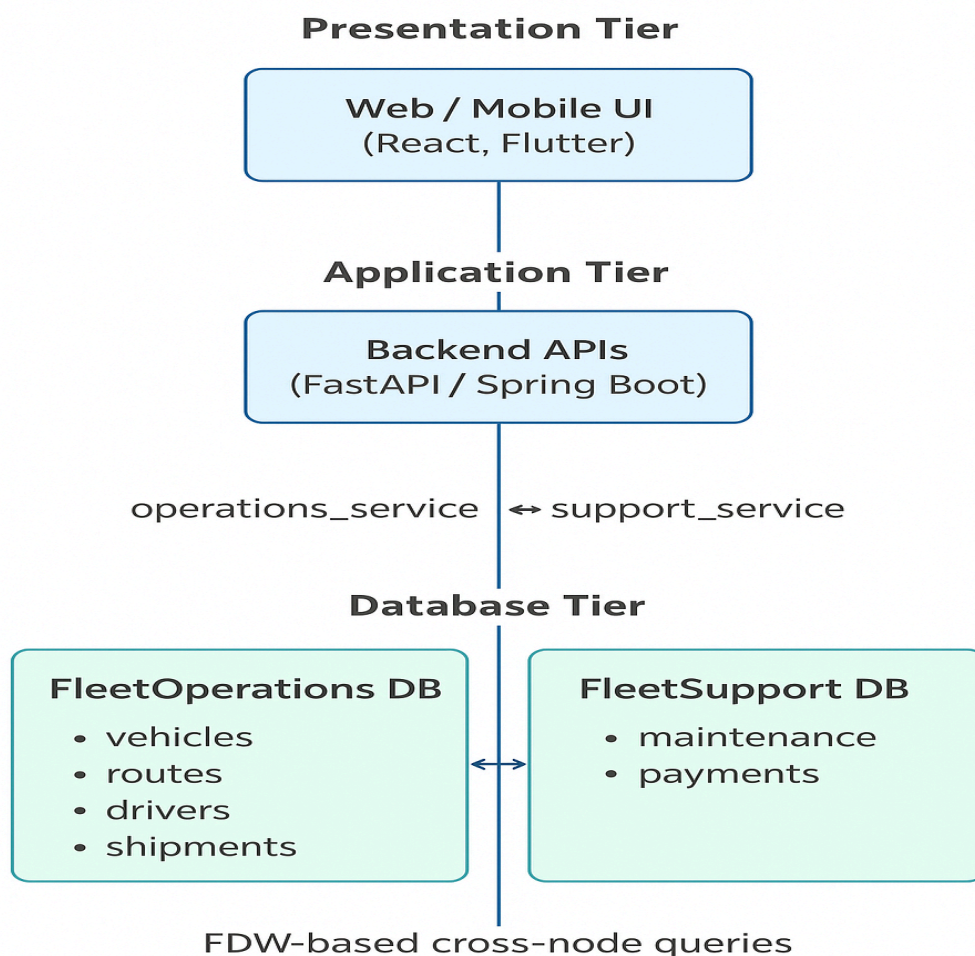 Presentation Tier
Web / Mobile UI
(React, Flutter)
Application Tier
Backend APIs
(FastAPI / Spring Boot)
operations_service ↔ support_service
Database Tier
FleetOperations DB
• vehicles
• routes
• drivers
• shipments
FleetSupport DB
• maintenance
• payments
FDW-based cross-node queries